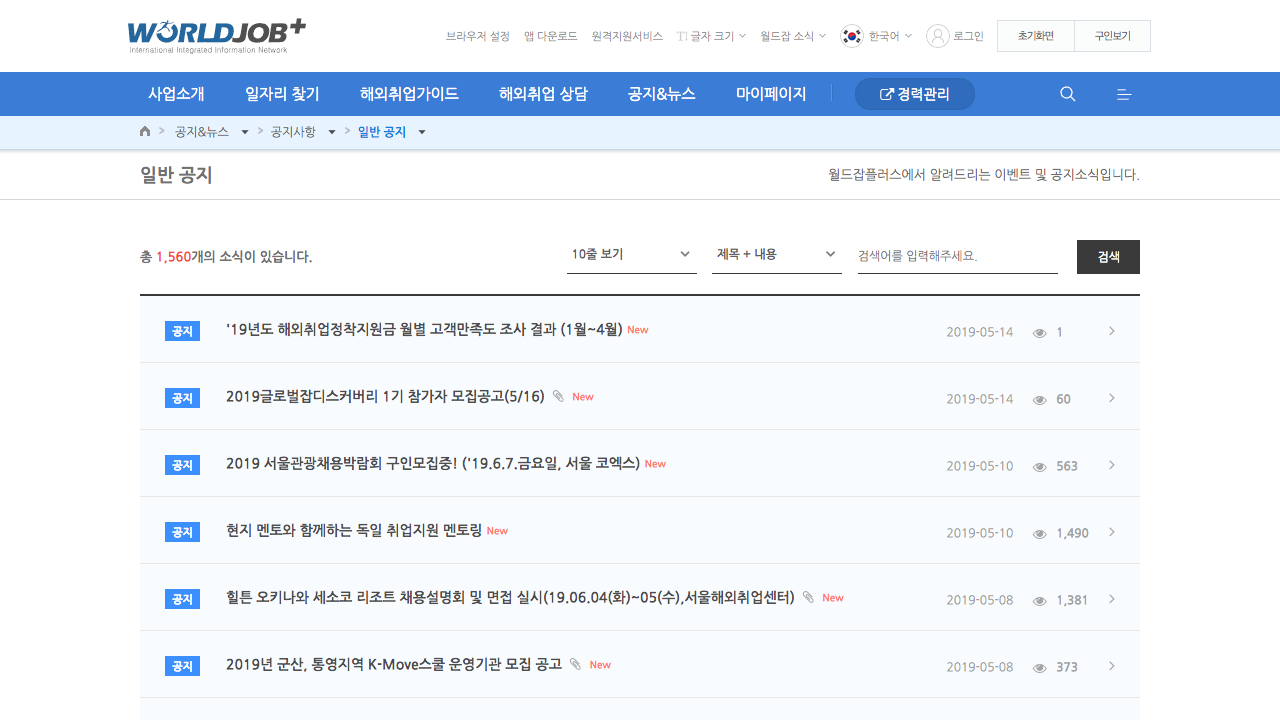 WORLDJOB+
International Integrated Information Network
브라우저 설정 앱 다운로드 원격지원서비스 TI 글자 크기 월드잡 소식 한국어 로그인 초기화면 구인보기
사업소개 일자리 찾기 해외취업가이드 해외취업 상담 공지&뉴스 마이페이지 경력관리
공지&뉴스 공지사항 일반 공지
일반 공지 월드잡플러스에서 알려드리는 이벤트 및 공지소식입니다.
총 1,560개의 소식이 있습니다. 10줄 보기 제목 + 내용 검색어를 입력해주세요. 검색
공지 '19년도 해외취업정착지원금 월별 고객만족도 조사 결과 (1월~4월) New 2019-05-14 1
공지 2019글로벌잡디스커버리 1기 참가자 모집공고(5/16) New 2019-05-14 60
공지 2019 서울관광채용박람회 구인모집중! ('19.6.7.금요일, 서울 코엑스) New 2019-05-10 563
공지 현지 멘토와 함께하는 독일 취업지원 멘토링 New 2019-05-10 1,490
공지 힐튼 오키나와 세소코 리조트 채용설명회 및 면접 실시(19.06.04(화)~05(수),서울해외취업센터) New 2019-05-08 1,381
공지 2019년 군산, 통영지역 K-Move스쿨 운영기관 모집 공고 New 2019-05-08 373